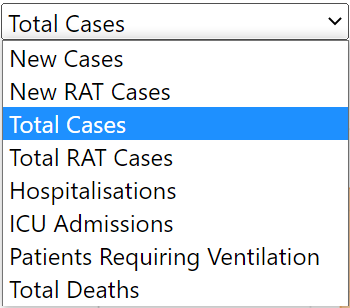 Total Cases
New Cases
New RAT Cases
Total Cases
Total RAT Cases
Hospitalisations
ICU Admissions
Patients Requiring Ventilation
Total Deaths